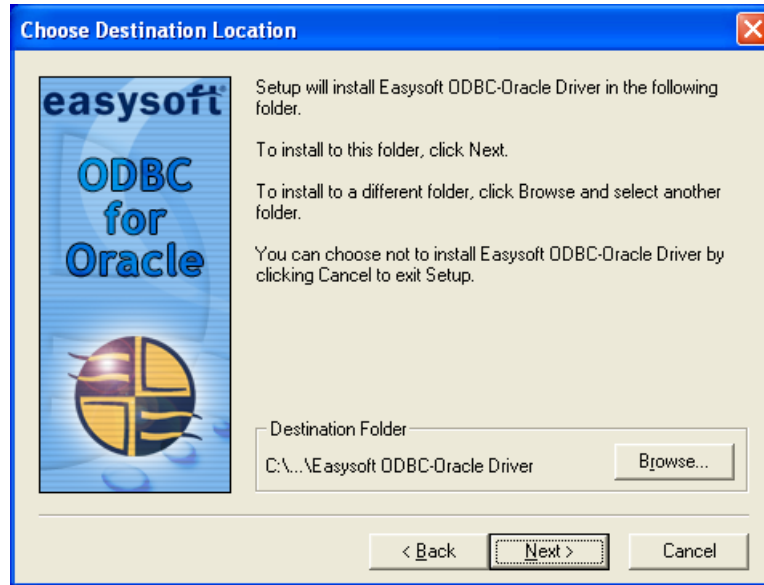 Choose Destination Location
easysoft
ODBC
for
Oracle
Setup will install Easysoft ODBC-Oracle Driver in the following
folder.
To install to this folder, click Next.
To install to a different folder, click Browse and select another
folder.
You can choose not to install Easysoft ODBC-Oracle Driver by
clicking Cancel to exit Setup.
Destination Folder
C:\...\Easysoft ODBC-Oracle Driver
Browse...
< Back
Next >
Cancel